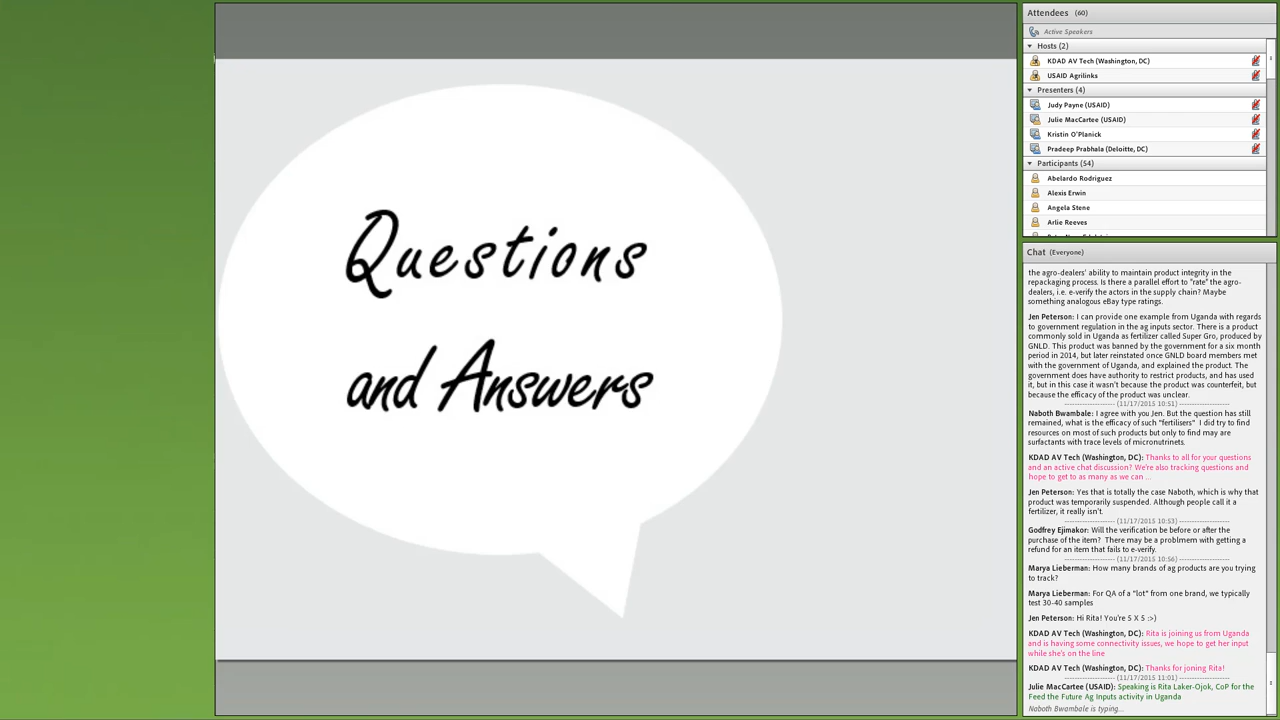 Questions
and Answers
Attendees (60)
Active Speakers
Hosts (2)
KDAD AV Tech (Washington, DC)
USAID Agrilinks
Presenters (4)
Judy Payne (USAID)
Julie MacCartee (USAID)
Kristin O'Planick
Pradeep Prabhala (Deloitte, DC)
Participants (54)
Abelardo Rodriguez
Alexis Erwin
Angela Stene
Arlie Reeves
Chat (Everyone)
the agro-dealers' ability to maintain product integrity in the
repackaging process. Is there a parallel effort to "rate" the agro-
dealers, i.e. e-verify the actors in the supply chain? Maybe
something analogous eBay type ratings.
Jen Peterson: I can provide one example from Uganda with regards
to government regulation in the ag inputs sector. There is a product
commonly sold in Uganda as fertilizer called Super Gro, produced by
GNLD. This product was banned by the government for a six month
period in 2014, but later reinstated once GNLD board members met
with the government of Uganda, and explained the product. The
government does have authority to restrict products, and has used
it, but in this case it wasn't because the product was counterfeit, but
because the efficacy of the product was unclear.
--------------------- (11/17/2015 10:51) ---------------------
Naboth Bwambale: I agree with you Jen. But the question has still
remained, what is the efficacy of such "fertilisers" I did try to find
resources on most of such products but only to find may are
surfactants with trace levels of micronutrinets.
KDAD AV Tech (Washington, DC): Thanks to all for your questions
and an active chat discussion? We're also tracking questions and
hope to get to as many as we can ...
Jen Peterson: Yes that is totally the case Naboth, which is why that
product was temporarily suspended. Although people call it a
fertilizer, it really isn't.
--------------------- (11/17/2015 10:53) ---------------------
Godfrey Ejimakor: Will the verification be before or after the
purchase of the item? There may be a problmem with getting a
refund for an item that fails to e-verify.
--------------------- (11/17/2015 10:56) ---------------------
Marya Lieberman: How many brands of ag products are you trying
to track?
Marya Lieberman: For QA of a "lot" from one brand, we typically
test 30-40 samples
Jen Peterson: Hi Rita! You're 5 X 5 :>)
KDAD AV Tech (Washington, DC): Rita is joining us from Uganda
and is having some connectivity issues, we hope to get her input
while she's on the line
KDAD AV Tech (Washington, DC): Thanks for joning Rita!
--------------------- (11/17/2015 11:01) ---------------------
Julie MacCartee (USAID): Speaking is Rita Laker-Ojok, CoP for the
Feed the Future Ag Inputs activity in Uganda
Naboth Bwambale is typing...